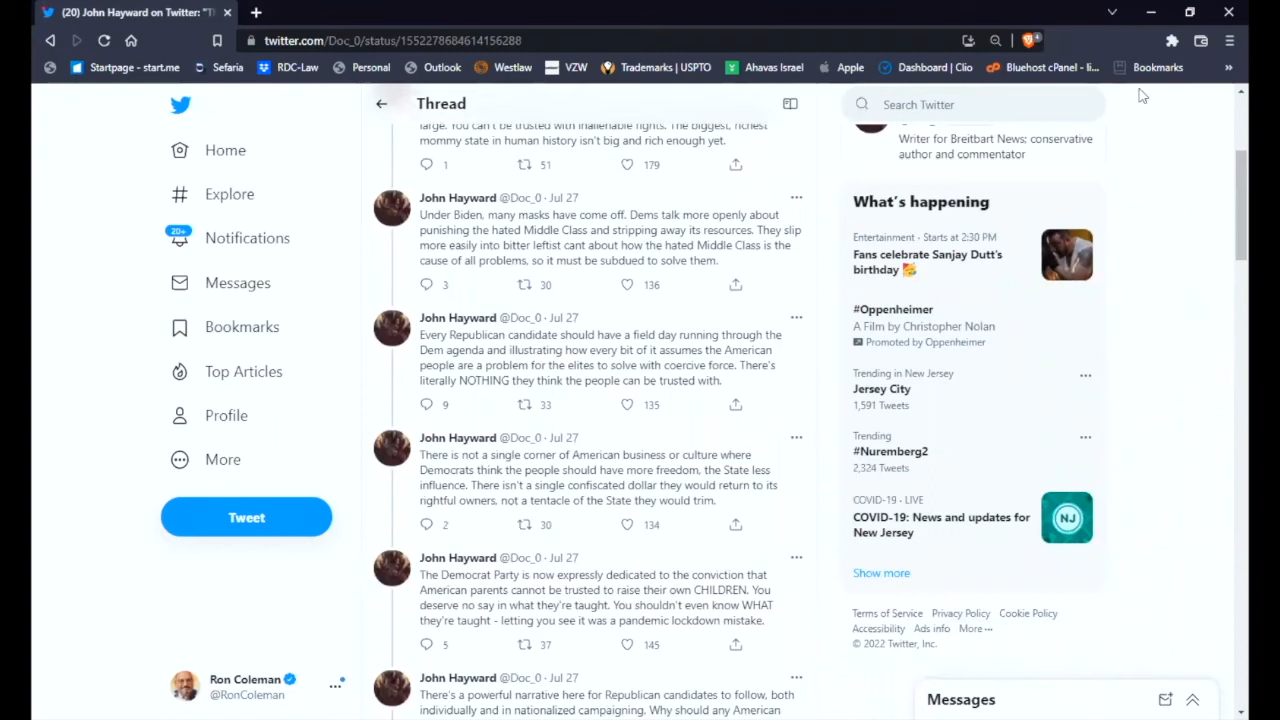 (20) John Hayward on Twitter: "T
twitter.com/Doc_0/status/1552278684614156288
Startpage - start.me
Sefaria
RDC-Law
Personal
Outlook
Westlaw
VZW
Trademarks | USPTO
Ahavas Israel
Apple
Dashboard | Clio
Bluehost cPanel - li...
Bookmarks
Home
Explore
20+
Notifications
Messages
Bookmarks
Top Articles
Profile
More
Tweet
Ron Coleman
@RonColeman
Thread
large. You can't be trusted with inalienable rights. The biggest, richest
mommy state in human history isn't big and rich enough yet.
1 51 179
John Hayward @Doc_0 · Jul 27
Under Biden, many masks have come off. Dems talk more openly about
punishing the hated Middle Class and stripping away its resources. They slip
more easily into bitter leftist cant about how the hated Middle Class is the
cause of all problems, so it must be subdued to solve them.
3 30 136
John Hayward @Doc_0 · Jul 27
Every Republican candidate should have a field day running through the
Dem agenda and illustrating how every bit of it assumes the American
people are a problem for the elites to solve with coercive force. There's
literally NOTHING they think the people can be trusted with.
9 33 135
John Hayward @Doc_0 · Jul 27
There is not a single corner of American business or culture where
Democrats think the people should have more freedom, the State less
influence. There isn't a single confiscated dollar they would return to its
rightful owners, not a tentacle of the State they would trim.
2 30 134
John Hayward @Doc_0 · Jul 27
The Democrat Party is now expressly dedicated to the conviction that
American parents cannot be trusted to raise their own CHILDREN. You
deserve no say in what they're taught. You shouldn't even know WHAT
they're taught - letting you see it was a pandemic lockdown mistake.
5 37 145
John Hayward @Doc_0 · Jul 27
There's a powerful narrative here for Republican candidates to follow, both
individually and in nationalized campaigning. Why should any American
Search Twitter
Writer for Breitbart News; conservative
author and commentator
What's happening
Entertainment · Starts at 2:30 PM
Fans celebrate Sanjay Dutt's
birthday
#Oppenheimer
A Film by Christopher Nolan
Promoted by Oppenheimer
Trending in New Jersey
Jersey City
1,591 Tweets
Trending
#Nuremberg2
2,324 Tweets
COVID-19 · LIVE
COVID-19: News and updates for
New Jersey
NJ
Show more
Terms of Service Privacy Policy Cookie Policy
Accessibility Ads info More ···
© 2022 Twitter, Inc.
Messages